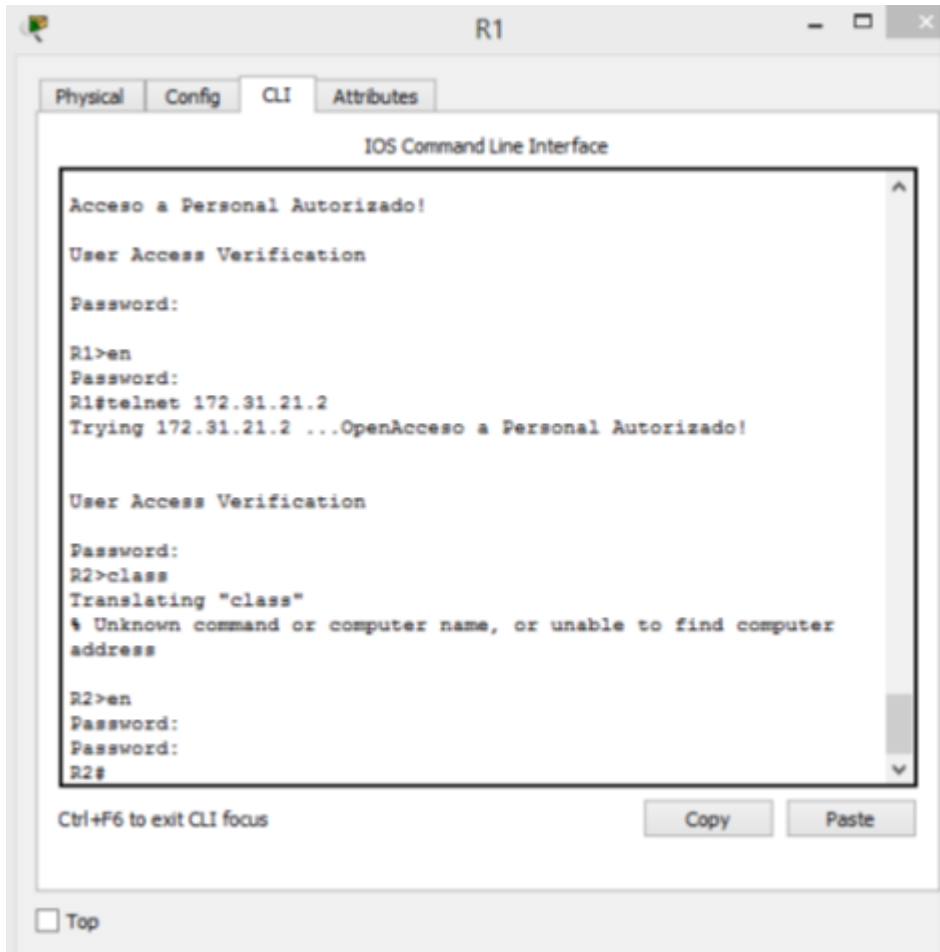 R1
Physical Config CLI Attributes
IOS Command Line Interface
Acceso a Personal Autorizado!
User Access Verification
Password:
R1>en
Password:
R1#telnet 172.31.21.2
Trying 172.31.21.2 ...OpenAcceso a Personal Autorizado!
User Access Verification
Password:
R2>class
Translating "class"
% Unknown command or computer name, or unable to find computer
address
R2>en
Password:
Password:
R2#
Ctrl+F6 to exit CLI focus
Copy Paste
Top